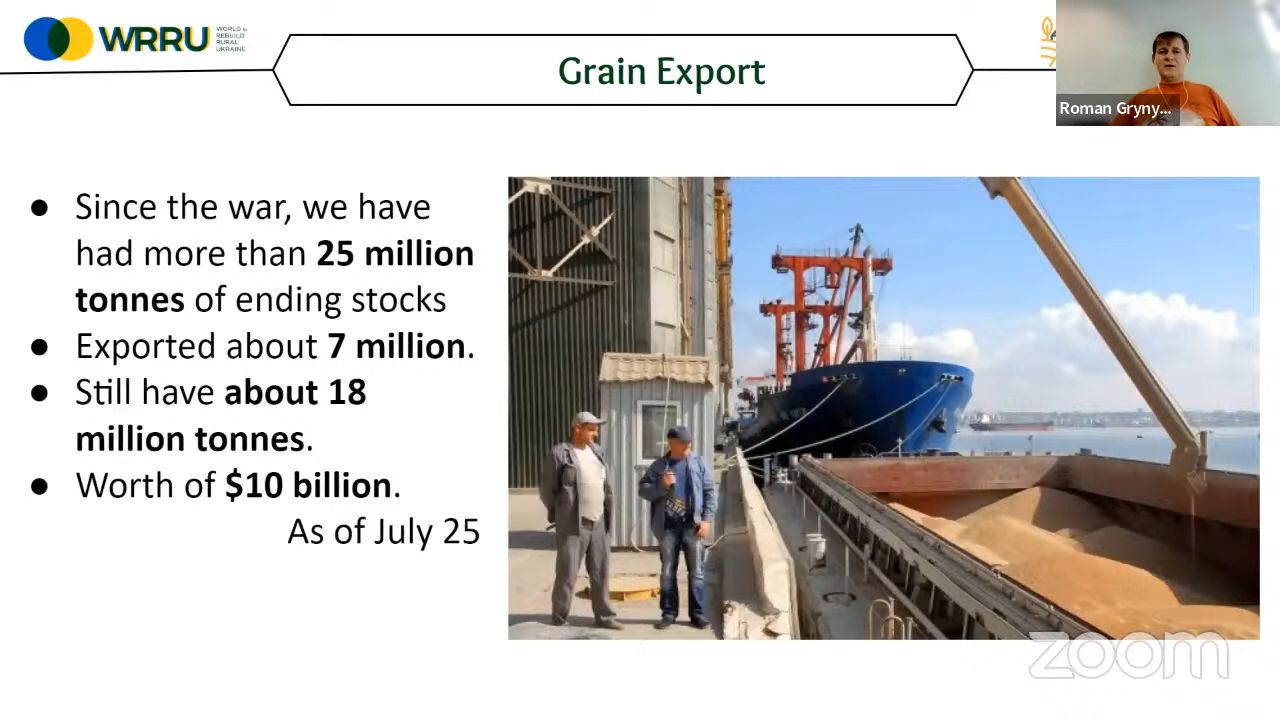 WRRU
WORLD to
REBUILD
RURAL
UKRAINE
Grain Export
Roman Gryny...
● Since the war, we have
had more than 25 million
tonnes of ending stocks
● Exported about 7 million.
● Still have about 18
million tonnes.
● Worth of $10 billion.
As of July 25
zoom